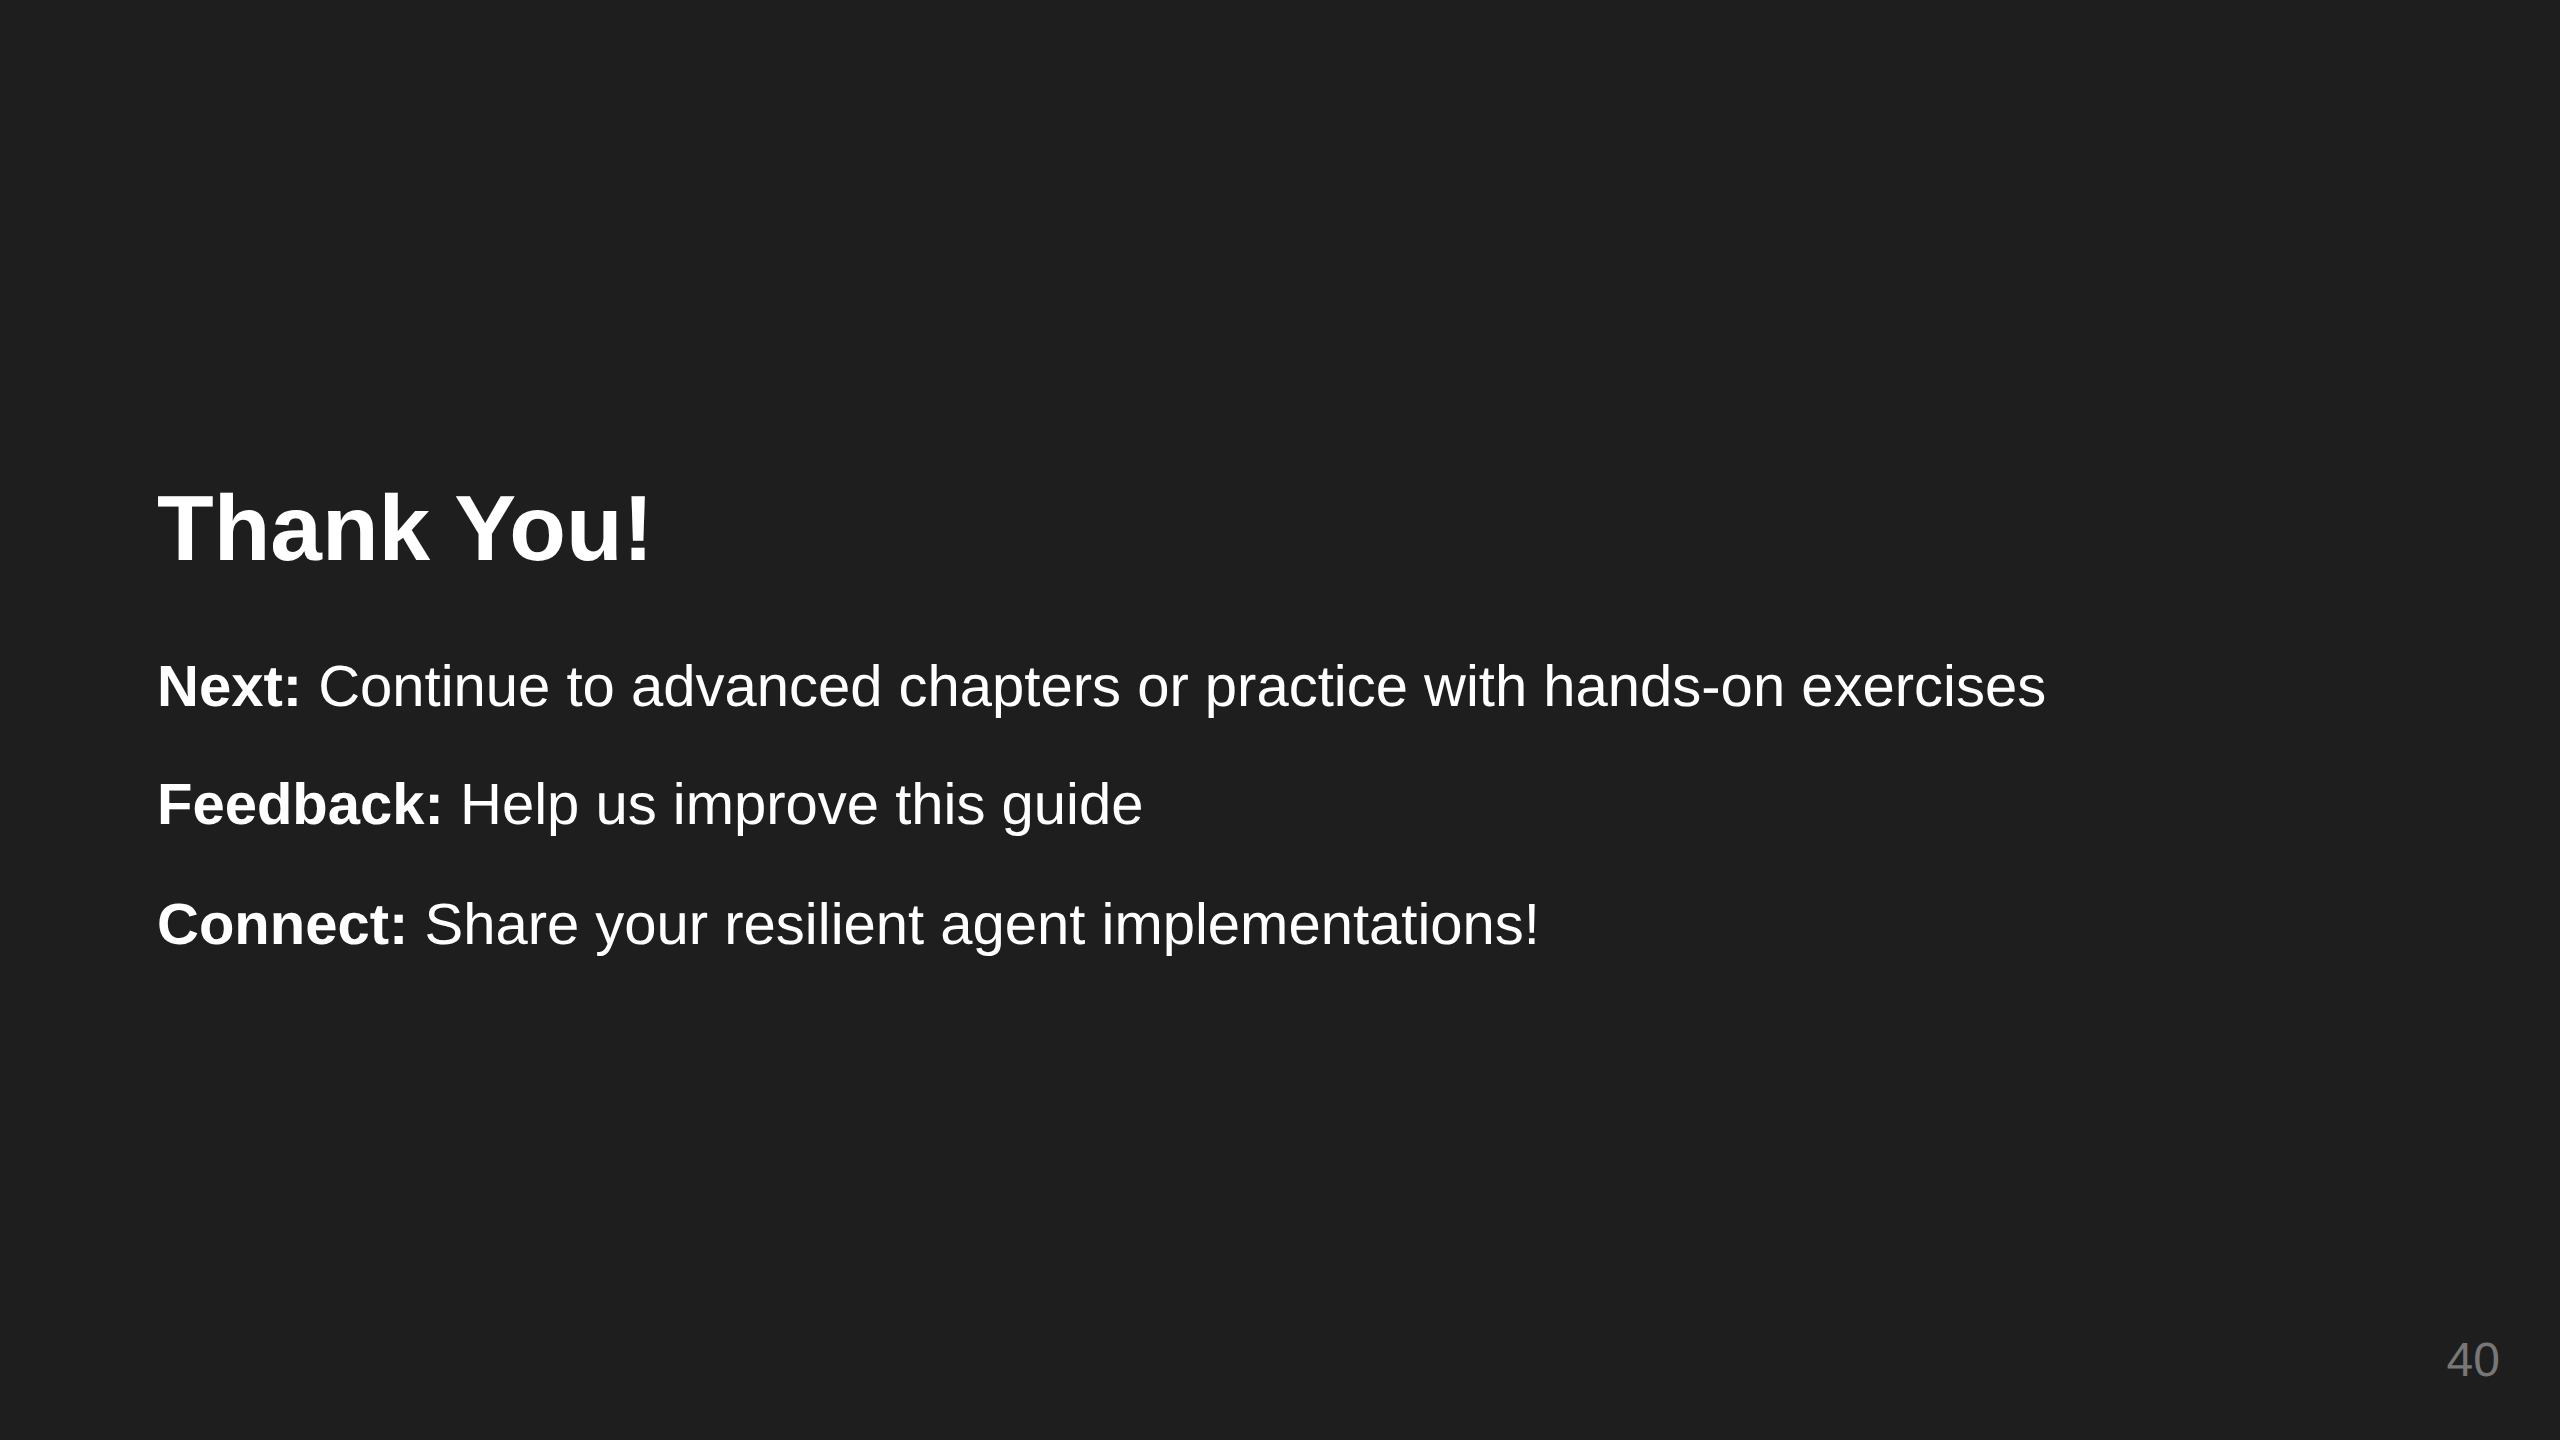 Thank You!
Next: Continue to advanced chapters or practice with hands-on exercises
Feedback: Help us improve this guide
Connect: Share your resilient agent implementations!
40